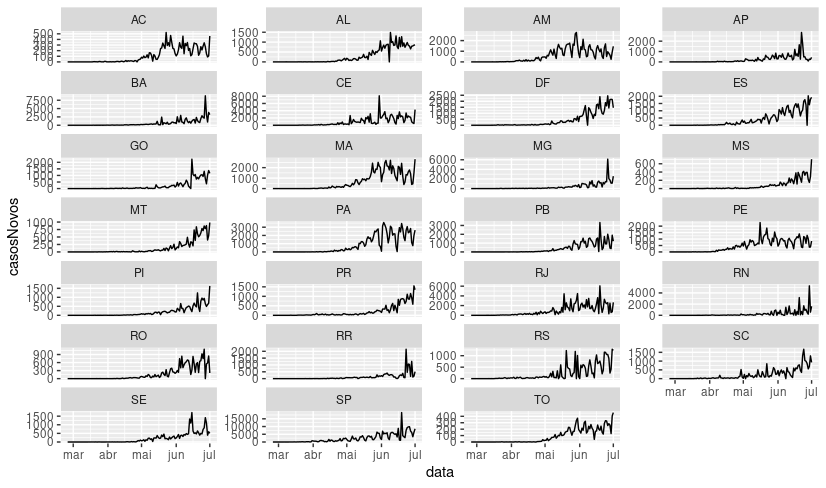 AC AL AM AP
500 400 300 200 100 0 1500 1000 500 0 2000 1000 0 2000 0
BA CE DF ES
7500 5000 2500 0 8000 6000 4000 2000 0 2500 2000 1500 1000 500 0 2000 1500 1000 500 0
GO MA MG MS
2000 1500 1000 500 0 2000 1000 0 6000 4000 2000 0 600 400 200 0
MT PA PB PE
1000 750 500 250 0 3000 2000 1000 0 3000 2000 1000 0 2000 1500 1000 500 0
PI PR RJ RN
1500 1000 500 0 1500 1000 500 0 6000 4000 2000 0 4000 2000 0
RO RR RS SC
900 600 300 0 2000 1500 1000 500 0 1000 500 0 1500 1000 500 0
mar abr mai jun jul
SE SP TO
1500 1000 500 0 15000 10000 5000 0 400 300 200 100 0
mar abr mai jun jul mar abr mai jun jul mar abr mai jun jul
casosNovos
data